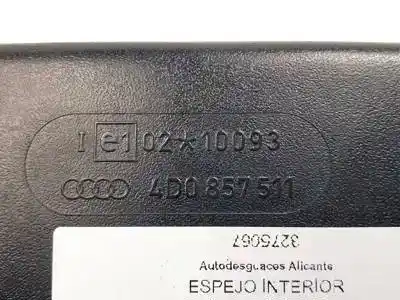 I e1 02*10093
4D0 857 511
3275067
Autodesguaces Alicante
ESPEJO INTERIOR